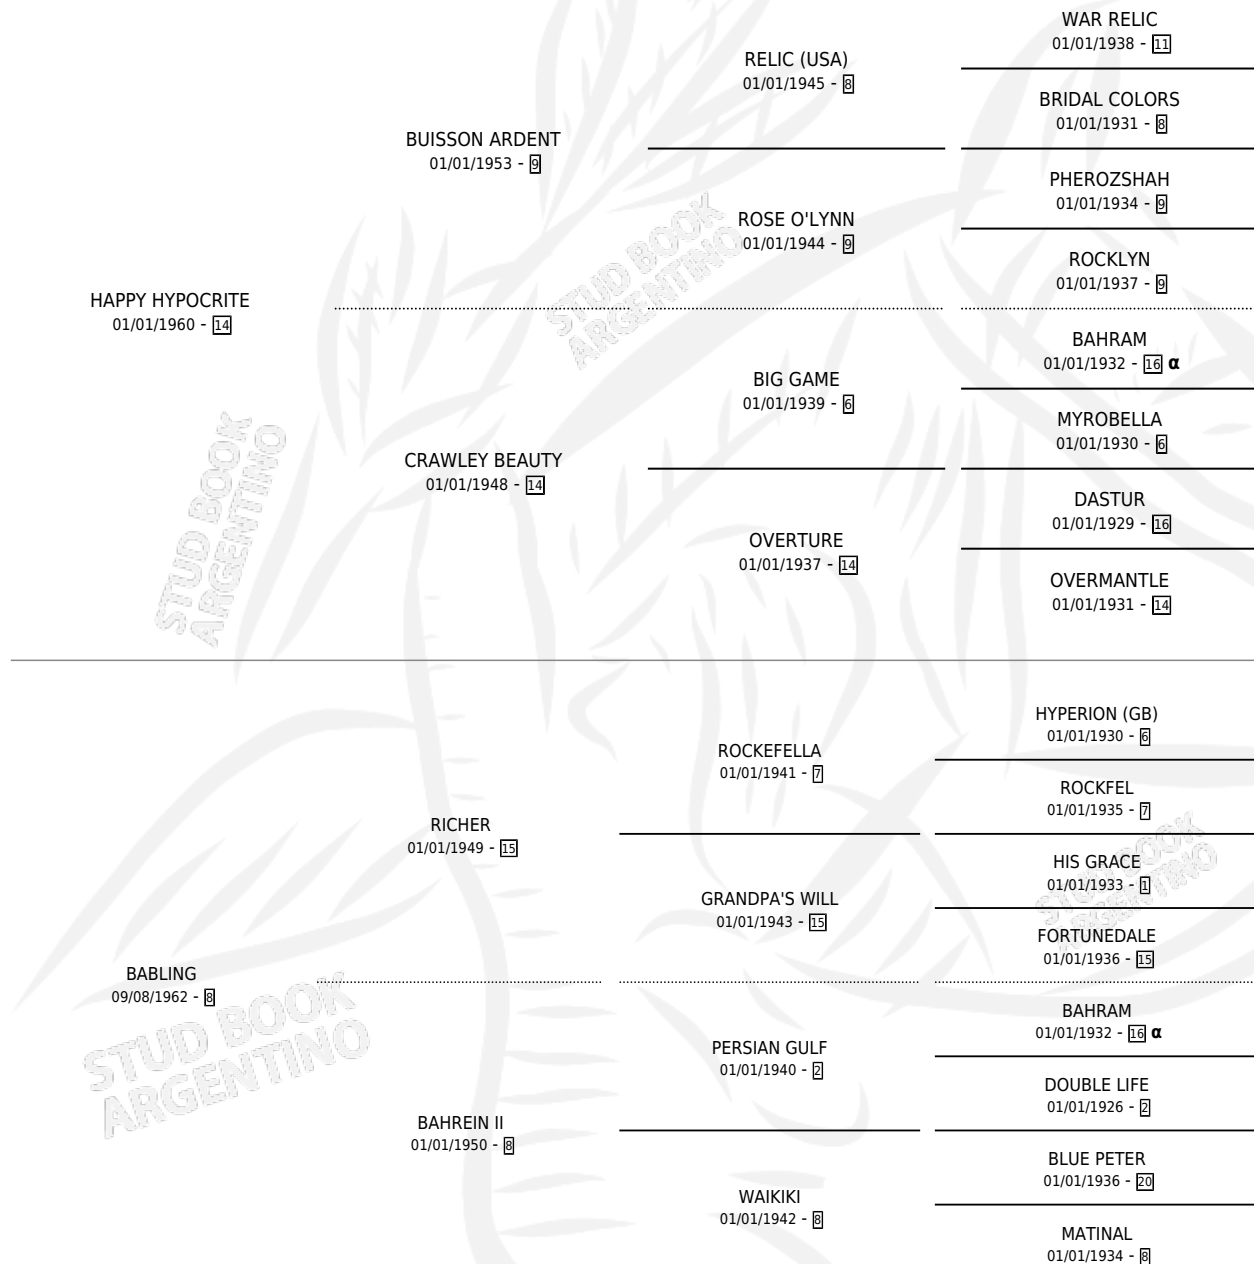 WAR RELIC
01/01/1938 - 11
RELIC (USA)
01/01/1945 - 8
BRIDAL COLORS
01/01/1931 - 8
BUISSON ARDENT
01/01/1953 - 9
PHEROZSHAH
01/01/1934 - 9
ROSE O'LYNN
01/01/1944 - 9
ROCKLYN
01/01/1937 - 9
HAPPY HYPOCRITE
01/01/1960 - 14
BAHRAM
01/01/1932 - 16 α
BIG GAME
01/01/1939 - 6
MYROBELLA
01/01/1930 - 6
CRAWLEY BEAUTY
01/01/1948 - 14
DASTUR
01/01/1929 - 16
OVERTURE
01/01/1937 - 14
OVERMANTLE
01/01/1931 - 14
HYPERION (GB)
01/01/1930 - 6
ROCKEFELLA
01/01/1941 - 7
ROCKFEL
01/01/1935 - 7
RICHER
01/01/1949 - 15
HIS GRACE
01/01/1933 - 1
GRANDPA'S WILL
01/01/1943 - 15
FORTUNEDALE
01/01/1936 - 15
BABLING
09/08/1962 - 8
BAHRAM
01/01/1932 - 16 α
PERSIAN GULF
01/01/1940 - 2
DOUBLE LIFE
01/01/1926 - 2
BAHREIN II
01/01/1950 - 8
BLUE PETER
01/01/1936 - 20
WAIKIKI
01/01/1942 - 8
MATINAL
01/01/1934 - 8
STUD BOOK
ARGENTINO
STUD BOOK
ARGENTINO
STUD BOOK
ARGENTINO
STUD BOOK
ARGENTINO